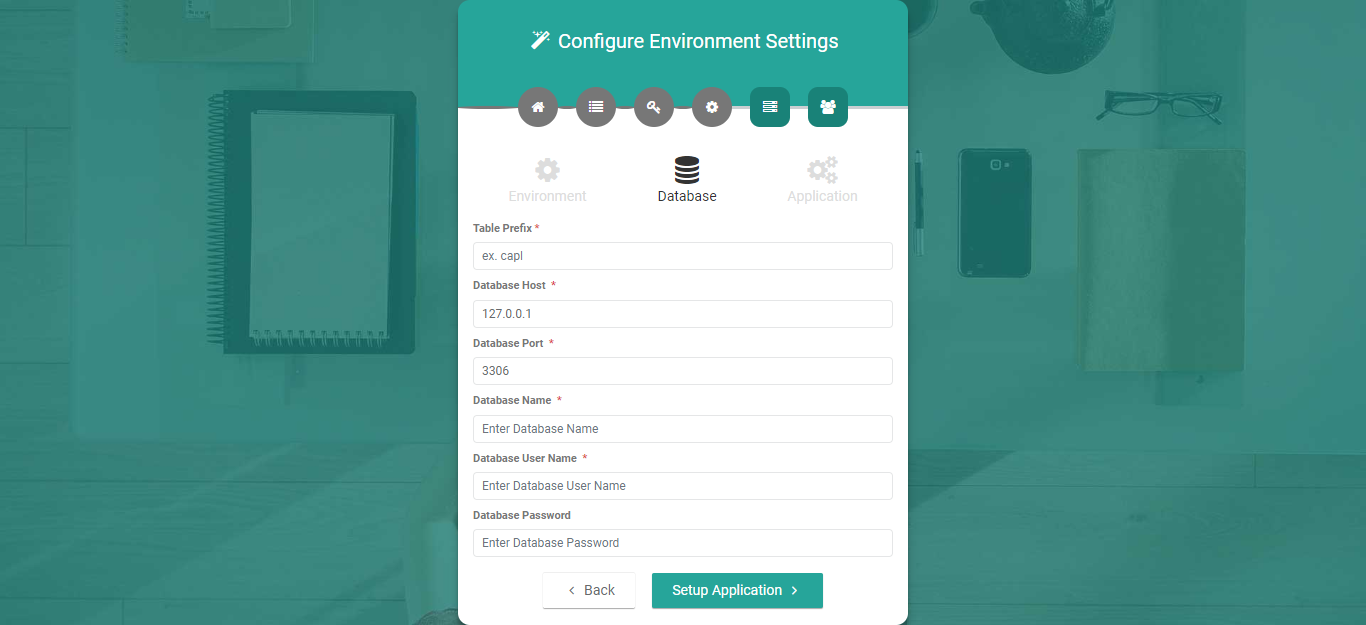 Configure Environment Settings
Environment
Database
Application
Table Prefix *
ex. capl
Database Host *
127.0.0.1
Database Port *
3306
Database Name *
Enter Database Name
Database User Name *
Enter Database User Name
Database Password
Enter Database Password
Back
Setup Application